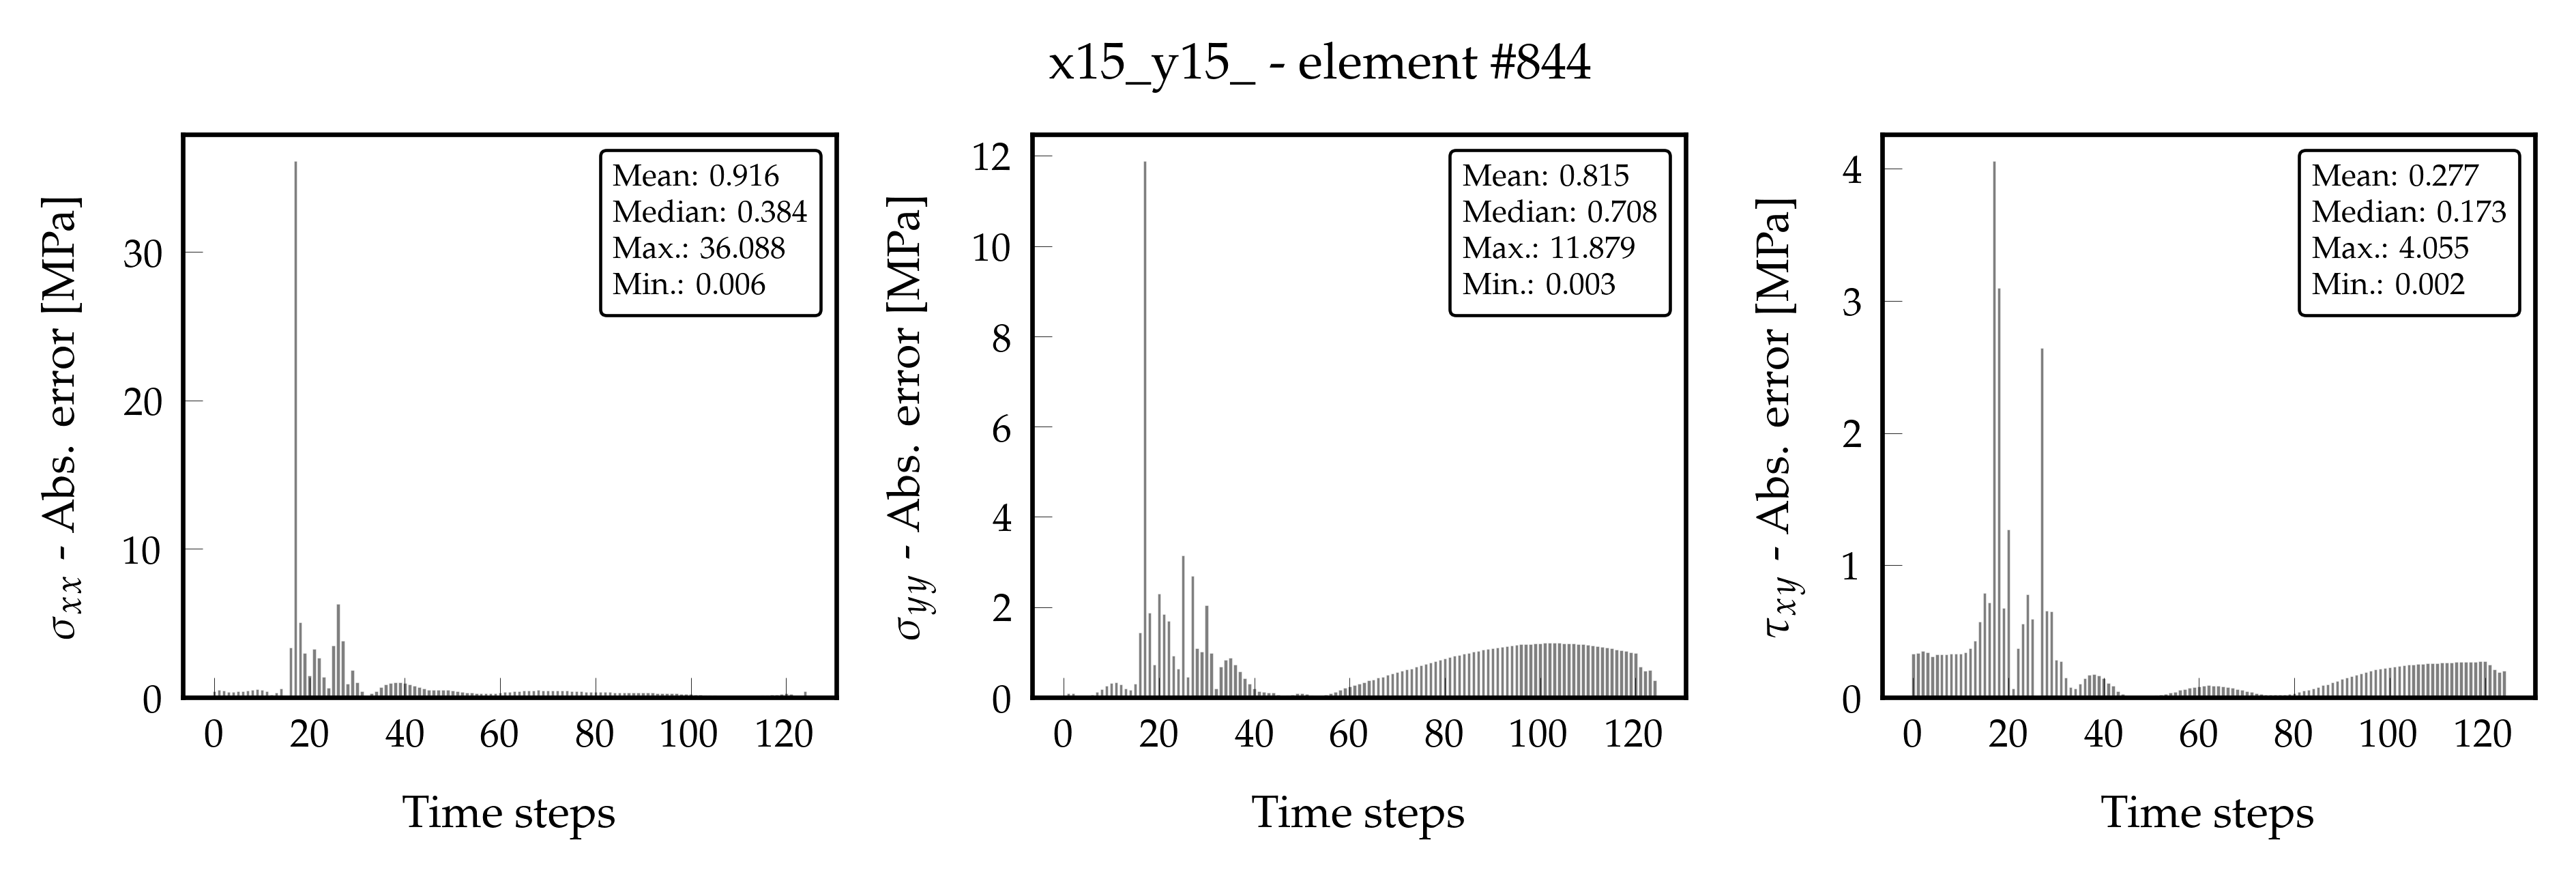 x15_y15_ - element #844
σxx - Abs. error [MPa]
30
20
10
0
Mean: 0.916
Median: 0.384
Max.: 36.088
Min.: 0.006
0 20 40 60 80 100 120
Time steps
σyy - Abs. error [MPa]
12
10
8
6
4
2
0
Mean: 0.815
Median: 0.708
Max.: 11.879
Min.: 0.003
0 20 40 60 80 100 120
Time steps
τxy - Abs. error [MPa]
4
3
2
1
0
Mean: 0.277
Median: 0.173
Max.: 4.055
Min.: 0.002
0 20 40 60 80 100 120
Time steps